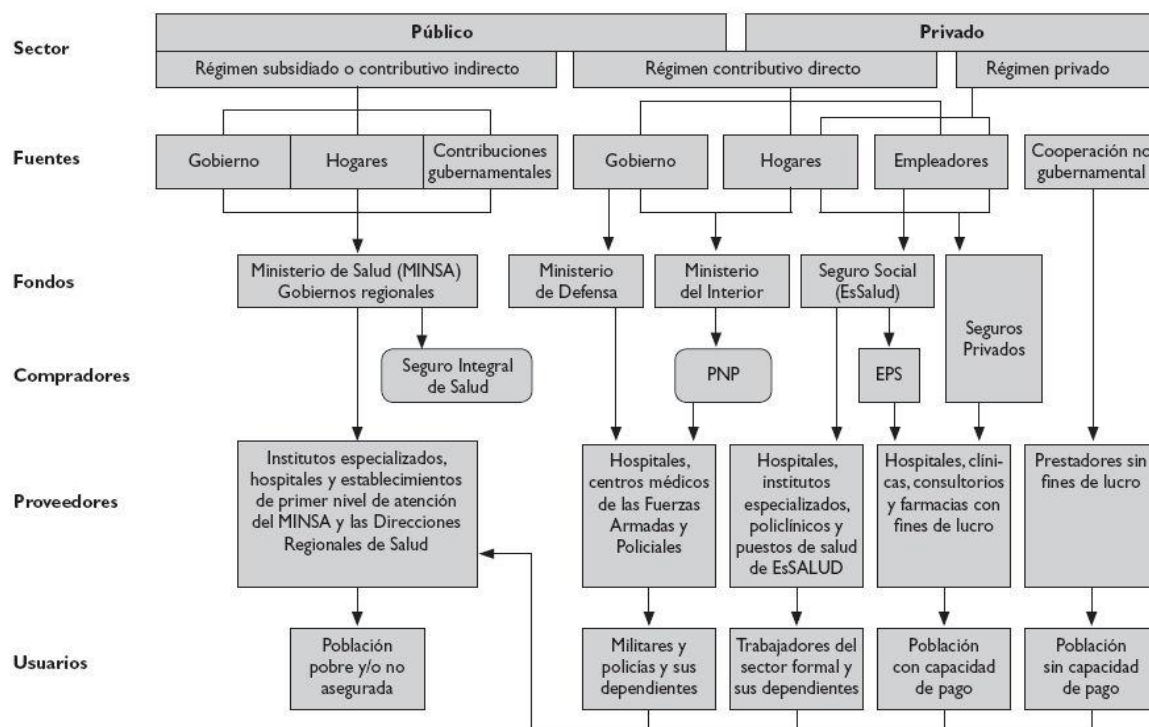 Sector
Público
Privado
Régimen subsidiado o contributivo indirecto
Régimen contributivo directo
Régimen privado
Fuentes
Gobierno
Hogares
Contribuciones
gubernamentales
Gobierno
Hogares
Empleadores
Cooperación no
gubernamental
Fondos
Ministerio de Salud (MINSA)
Gobiernos regionales
Ministerio
de Defensa
Ministerio
del Interior
Seguro Social
(EsSalud)
Seguros
Privados
Compradores
Seguro Integral
de Salud
PNP
EPS
Proveedores
Institutos especializados,
hospitales y establecimientos
de primer nivel de atención
del MINSA y las Direcciones
Regionales de Salud
Hospitales,
centros médicos
de las Fuerzas
Armadas y
Policiales
Hospitales,
institutos
especializados,
policlínicos y
puestos de salud
de EsSALUD
Hospitales, clíni-
cas, consultorios
y farmacias con
fines de lucro
Prestadores sin
fines de lucro
Usuarios
Población
pobre y/o no
asegurada
Militares y
policias y sus
dependientes
Trabajadores del
sector formal y
sus dependientes
Población
con capacidad
de pago
Población
sin capacidad
de pago